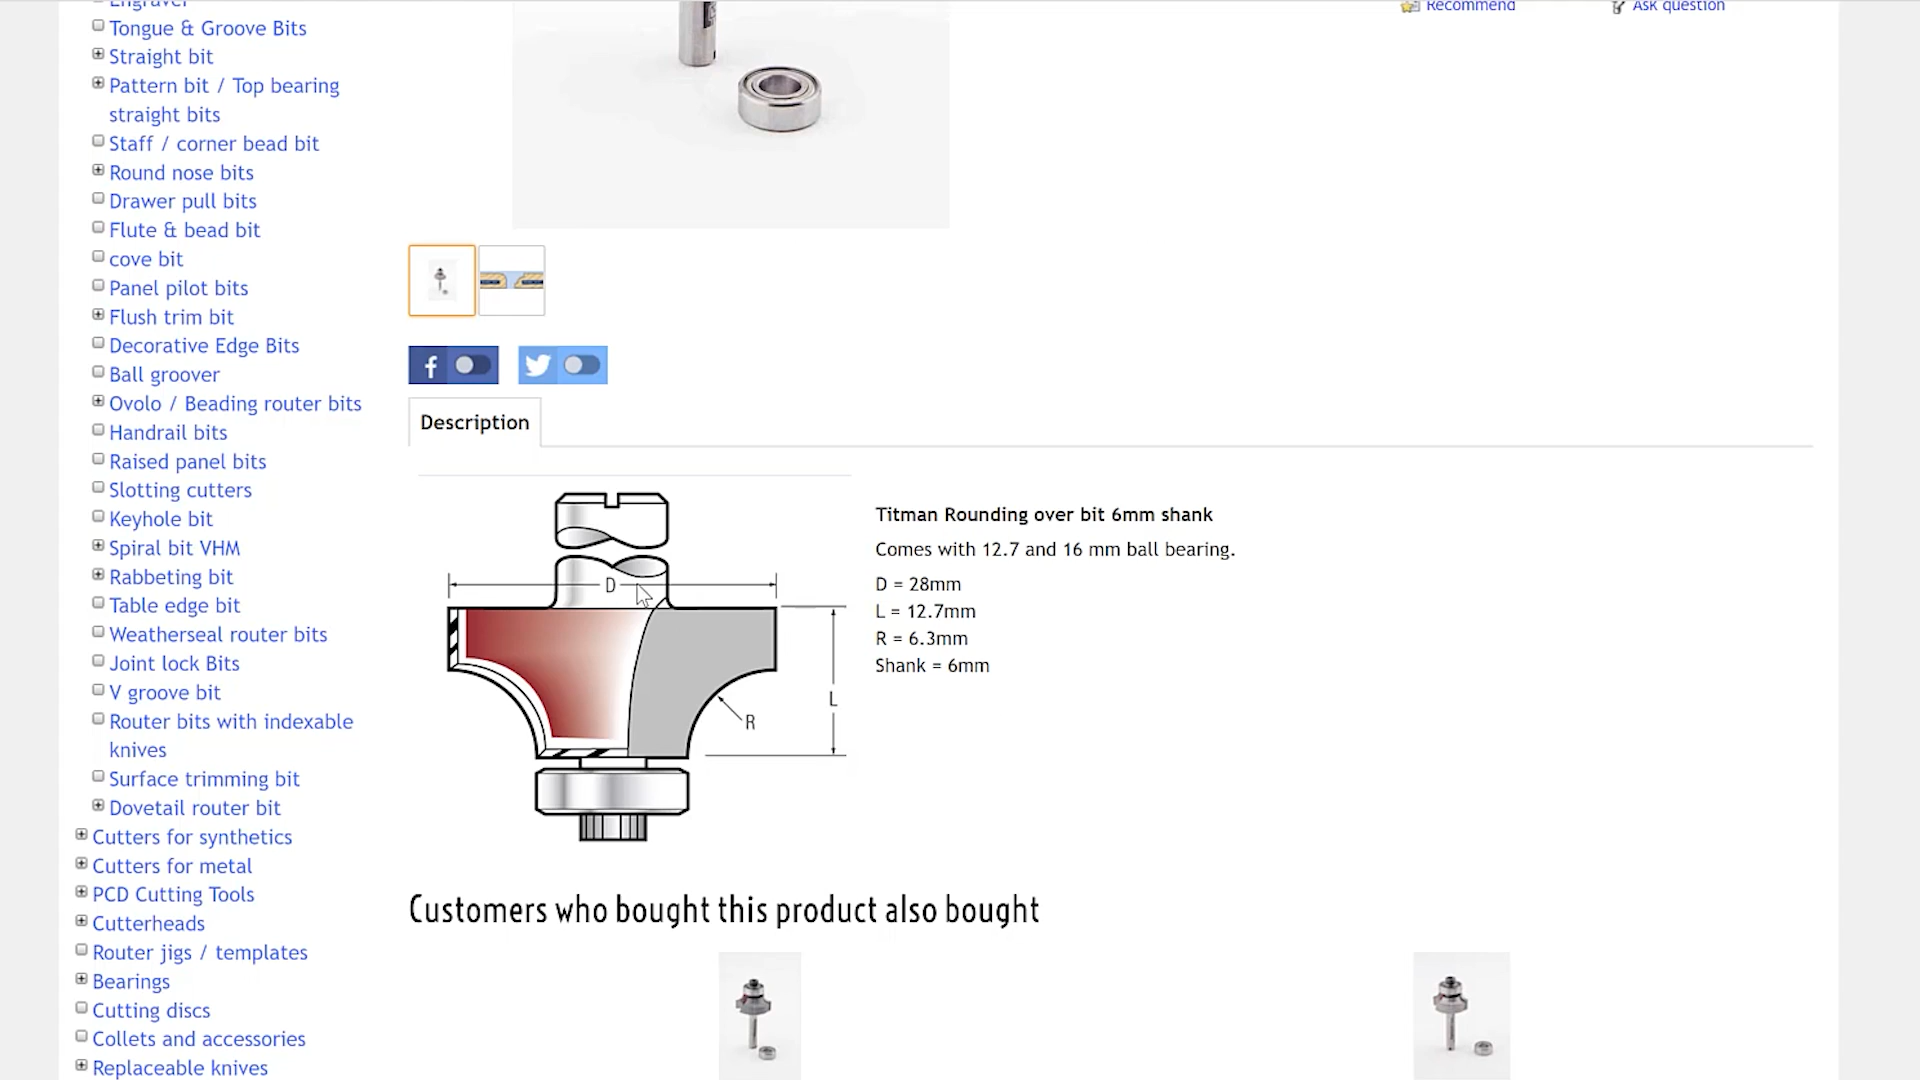 Engraver
Recommend
Ask question
Tongue & Groove Bits
Straight bit
Pattern bit / Top bearing
straight bits
Staff / corner bead bit
Round nose bits
Drawer pull bits
Flute & bead bit
cove bit
Panel pilot bits
Flush trim bit
Decorative Edge Bits
Ball groover
Ovolo / Beading router bits
Handrail bits
Raised panel bits
Slotting cutters
Keyhole bit
Spiral bit VHM
Rabbeting bit
Table edge bit
Weatherseal router bits
Joint lock Bits
V groove bit
Router bits with indexable
knives
Surface trimming bit
Dovetail router bit
Cutters for synthetics
Cutters for metal
PCD Cutting Tools
Cutterheads
Router jigs / templates
Bearings
Cutting discs
Collets and accessories
Replaceable knives
Description
D
L
R
Titman Rounding over bit 6mm shank
Comes with 12.7 and 16 mm ball bearing.
D = 28mm
L = 12.7mm
R = 6.3mm
Shank = 6mm
Customers who bought this product also bought